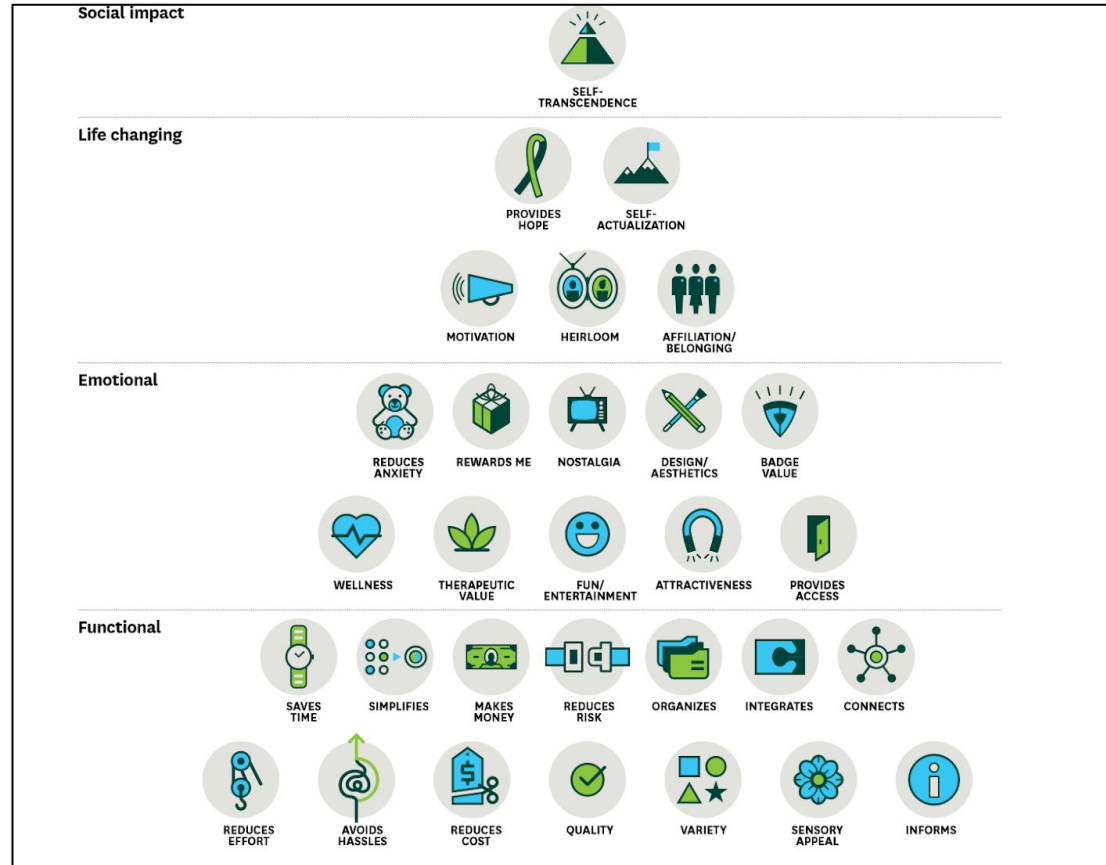 Social impact
SELF-
TRANSCENDENCE
Life changing
PROVIDES
HOPE
SELF-
ACTUALIZATION
MOTIVATION
HEIRLOOM
AFFILIATION/
BELONGING
Emotional
REDUCES
ANXIETY
REWARDS ME
NOSTALGIA
DESIGN/
AESTHETICS
BADGE
VALUE
WELLNESS
THERAPEUTIC
VALUE
FUN/
ENTERTAINMENT
ATTRACTIVENESS
PROVIDES
ACCESS
Functional
SAVES
TIME
SIMPLIFIES
MAKES
MONEY
REDUCES
RISK
ORGANIZES
INTEGRATES
CONNECTS
REDUCES
EFFORT
AVOIDS
HASSLES
$
REDUCES
COST
QUALITY
VARIETY
SENSORY
APPEAL
i
INFORMS